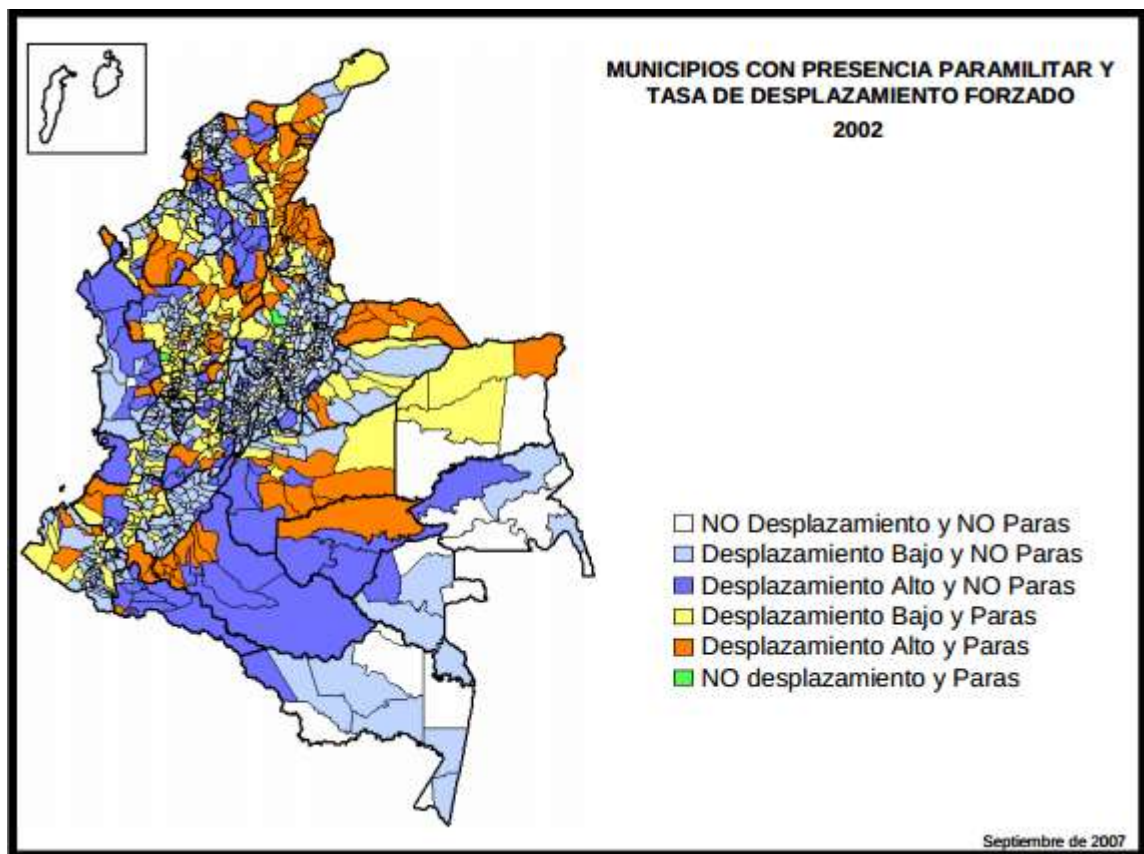 MUNICIPIOS CON PRESENCIA PARAMILITAR Y
TASA DE DESPLAZAMIENTO FORZADO
2002
NO Desplazamiento y NO Paras
Desplazamiento Bajo y NO Paras
Desplazamiento Alto y NO Paras
Desplazamiento Bajo y Paras
Desplazamiento Alto y Paras
NO desplazamiento y Paras
Septiembre de 2007